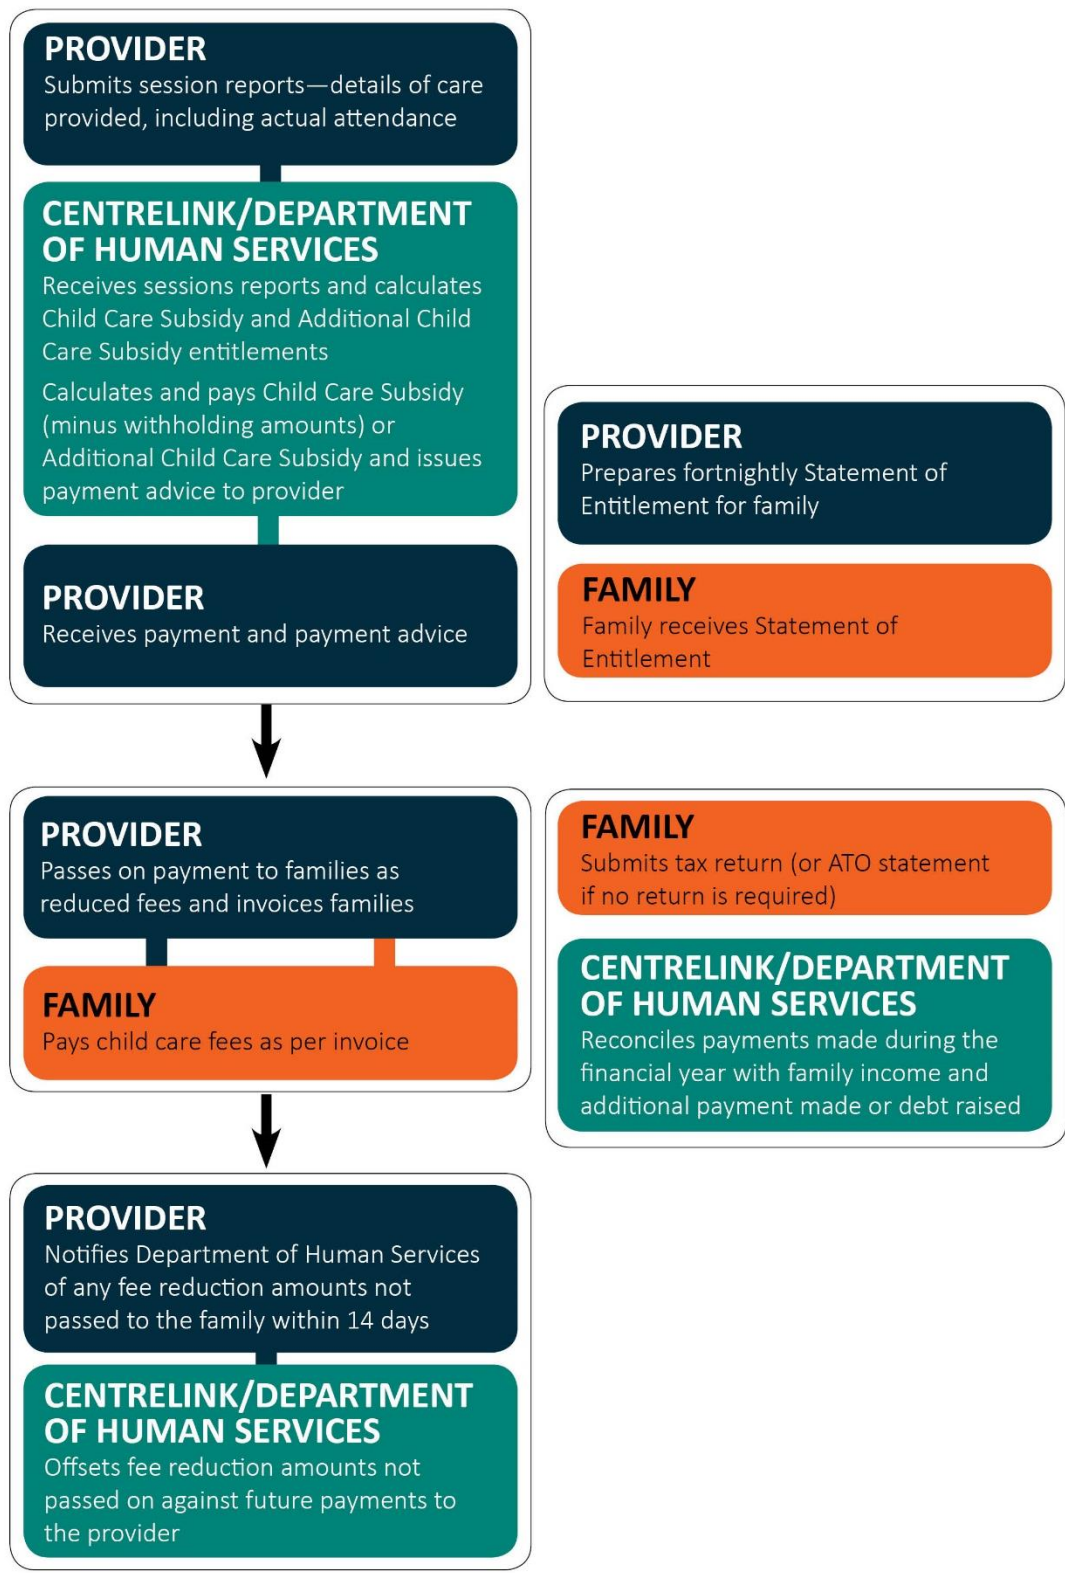 PROVIDER
Submits session reports—details of care
provided, including actual attendance
CENTRELINK/DEPARTMENT
OF HUMAN SERVICES
Receives sessions reports and calculates
Child Care Subsidy and Additional Child
Care Subsidy entitlements
Calculates and pays Child Care Subsidy
(minus withholding amounts) or
Additional Child Care Subsidy and issues
payment advice to provider
PROVIDER
Receives payment and payment advice
PROVIDER
Prepares fortnightly Statement of
Entitlement for family
FAMILY
Family receives Statement of
Entitlement
PROVIDER
Passes on payment to families as
reduced fees and invoices families
FAMILY
Pays child care fees as per invoice
FAMILY
Submits tax return (or ATO statement
if no return is required)
CENTRELINK/DEPARTMENT
OF HUMAN SERVICES
Reconciles payments made during the
financial year with family income and
additional payment made or debt raised
PROVIDER
Notifies Department of Human Services
of any fee reduction amounts not
passed to the family within 14 days
CENTRELINK/DEPARTMENT
OF HUMAN SERVICES
Offsets fee reduction amounts not
passed on against future payments to
the provider